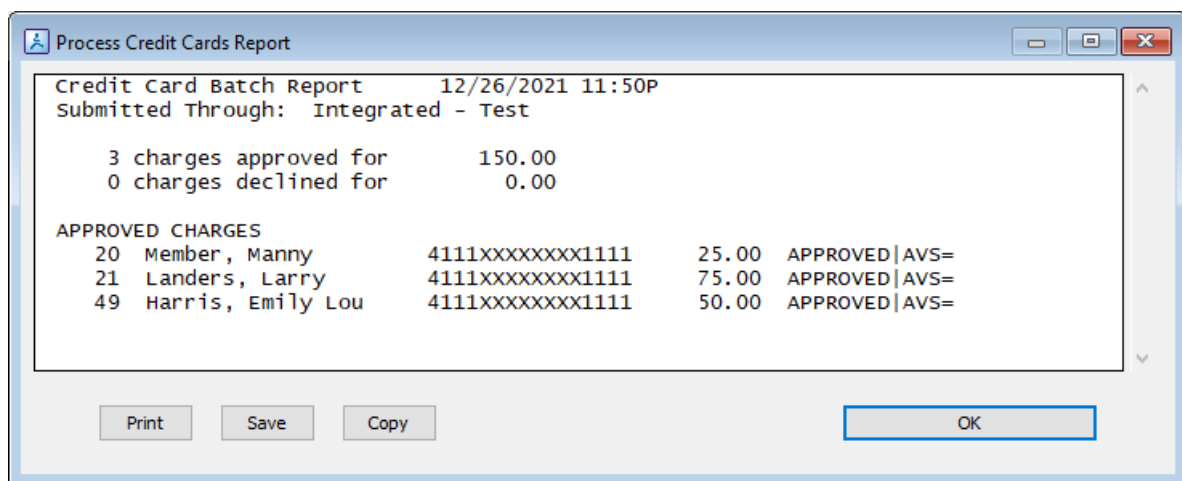 Process Credit Cards Report
Credit Card Batch Report 12/26/2021 11:50P
Submitted Through: Integrated - Test
3 charges approved for 150.00
0 charges declined for 0.00
APPROVED CHARGES
20 Member, Manny 4111XXXXXXXX1111 25.00 APPROVED|AVS=
21 Landers, Larry 4111XXXXXXXX1111 75.00 APPROVED|AVS=
49 Harris, Emily Lou 4111XXXXXXXX1111 50.00 APPROVED|AVS=
Print Save Copy OK